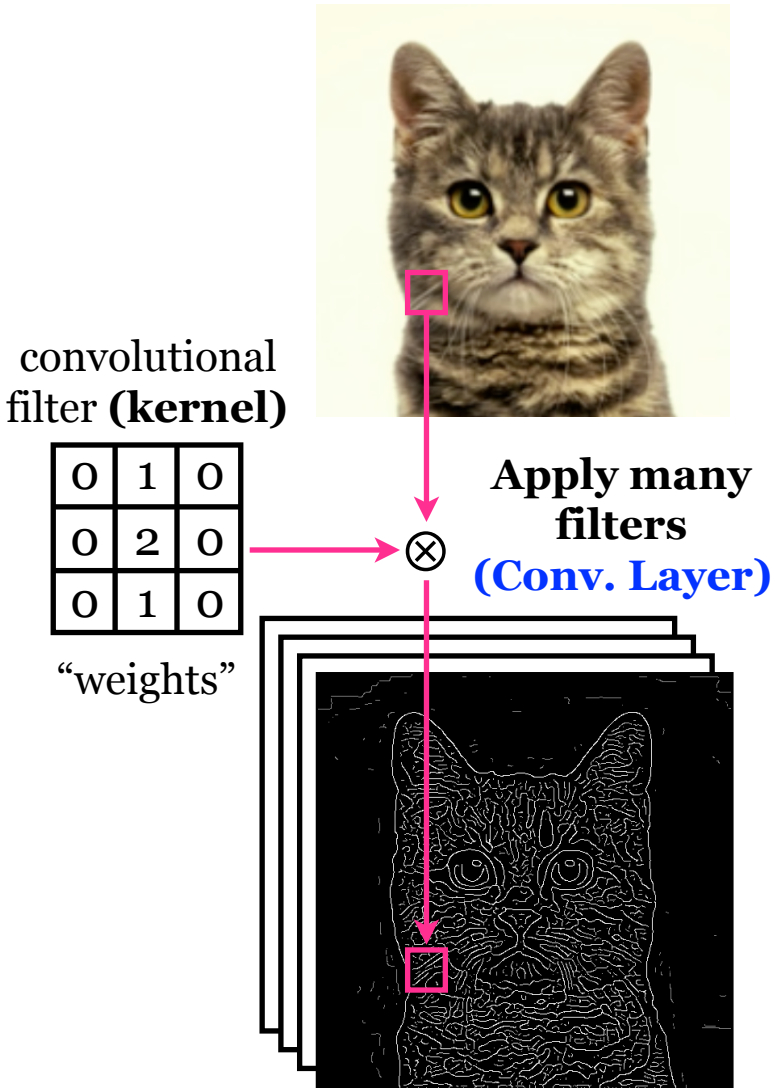 convolutional
filter (kernel)
0 1 0
0 2 0
0 1 0
“weights”
Apply many
filters
(Conv. Layer)